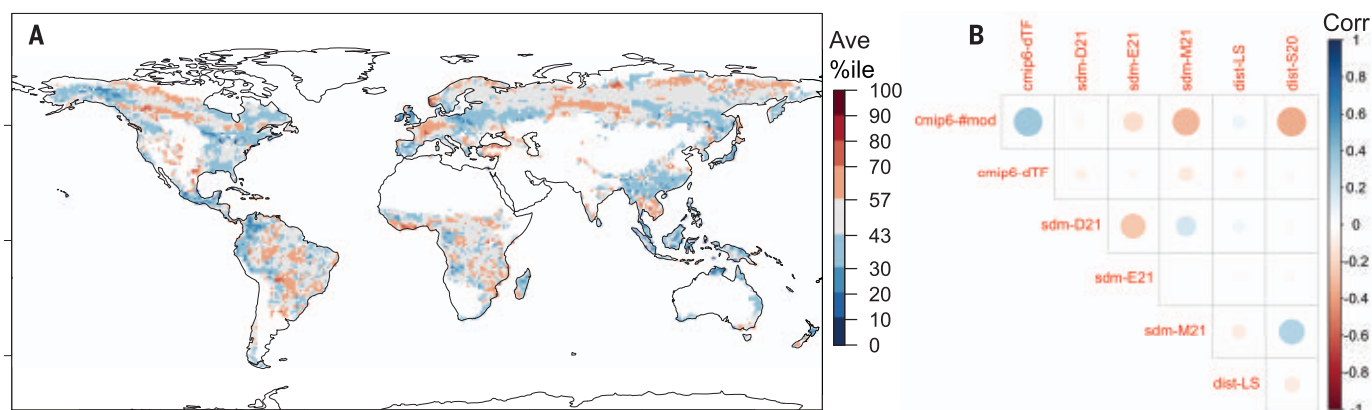 A
Ave
%ile
100
90
80
70
57
43
30
20
10
0
B
Corr
cmip6-dTF
sdm-D21
sdm-E21
sdm-M21
dist-LS
dist-S20
cmip6-#mod
cmip6-dTF
sdm-D21
sdm-E21
sdm-M21
dist-LS
1
0.8
0.6
0.4
0.2
0
-0.2
-0.4
-0.6
-0.8
-1